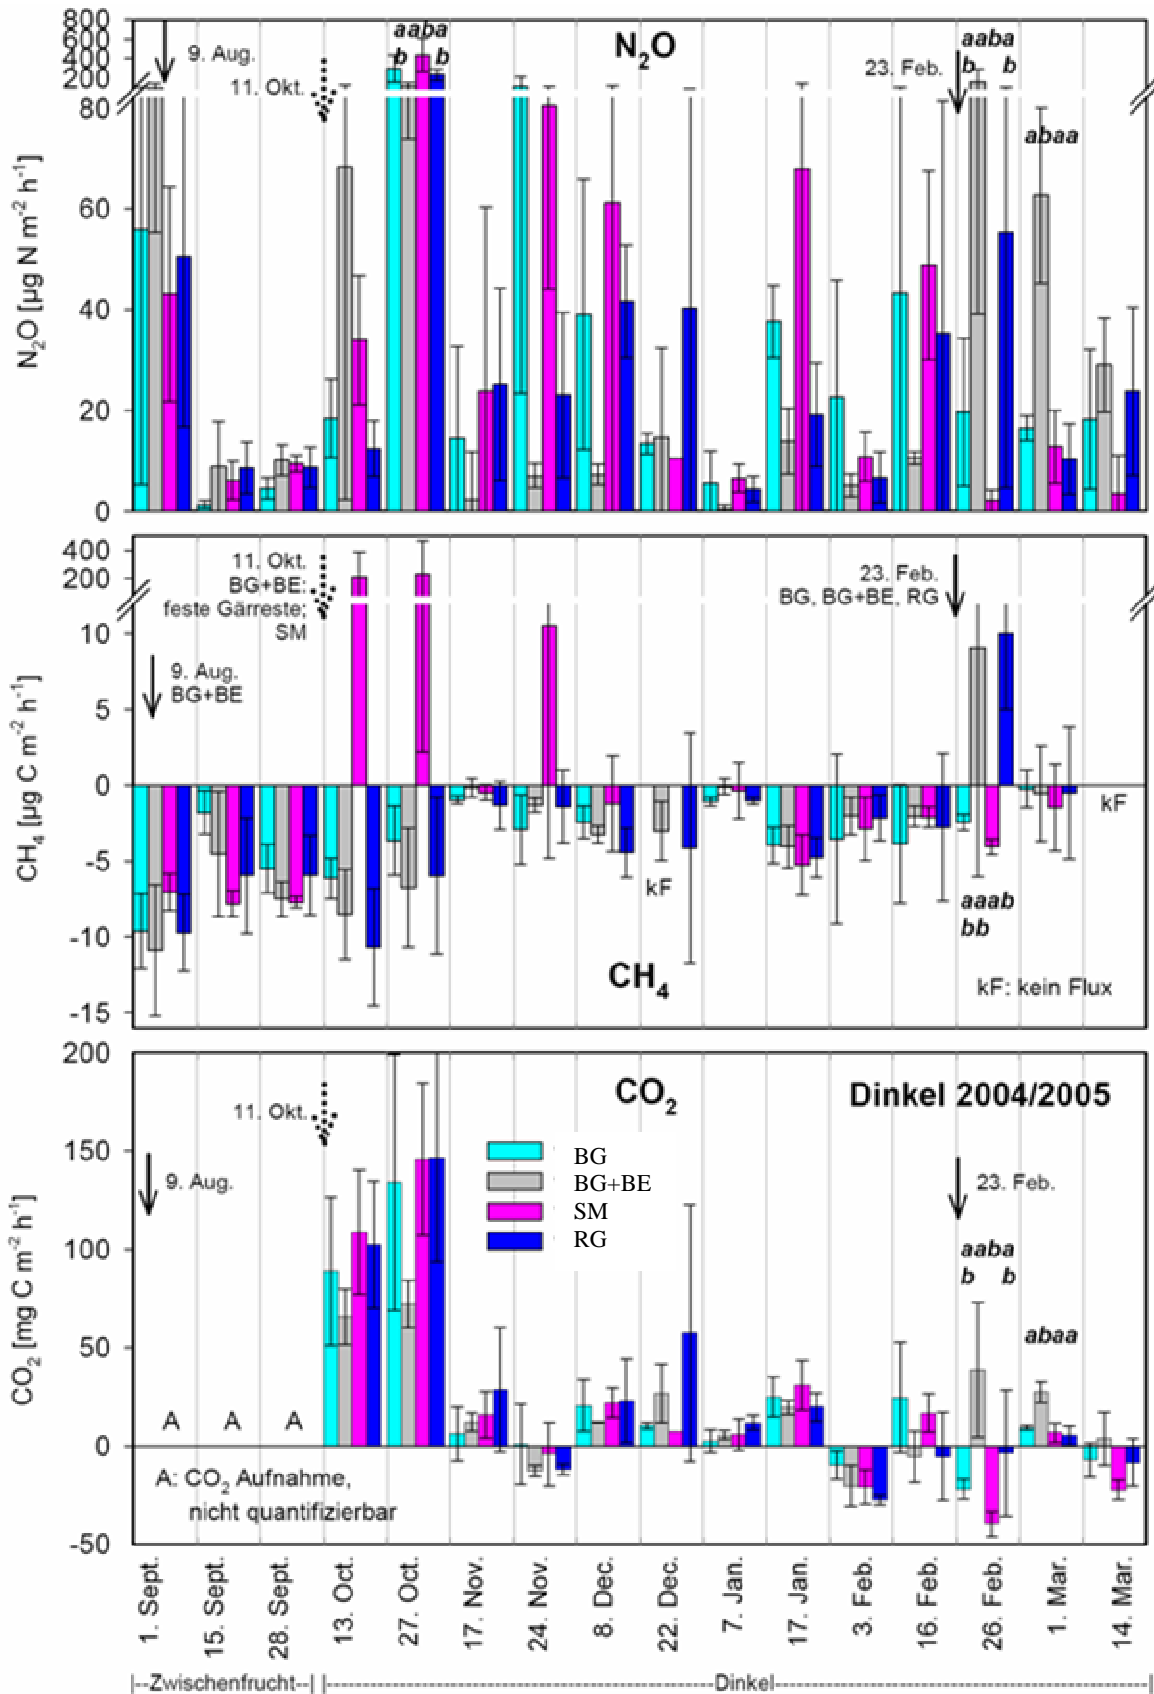 N2O
9. Aug.
11. Okt.
aaba
b b
23. Feb.
aaba
b b
abaa
N2O [µg N m-2 h-1]
800
600
400
200
80
60
40
20
0
11. Okt.
BG+BE:
feste Gärreste;
SM
9. Aug.
BG+BE
23. Feb.
BG, BG+BE, RG
kF
kF
aaab
bb
CH4
kF: kein Flux
CH4 [µg C m-2 h-1]
400
200
10
5
0
-5
-10
-15
CO2
Dinkel 2004/2005
11. Okt.
9. Aug.
23. Feb.
BG
BG+BE
SM
RG
aaba
b b
abaa
A A A
A: CO2 Aufnahme,
nicht quantifizierbar
CO2 [mg C m-2 h-1]
200
150
100
50
0
-50
1. Sept.
15. Sept.
28. Sept.
13. Oct.
27. Oct.
17. Nov.
24. Nov.
8. Dec.
22. Dec.
7. Jan.
17. Jan.
3. Feb.
16. Feb.
26. Feb.
1. Mar.
14. Mar.
|--Zwischenfrucht--| |----------------------------------------Dinkel----------------------------------------|